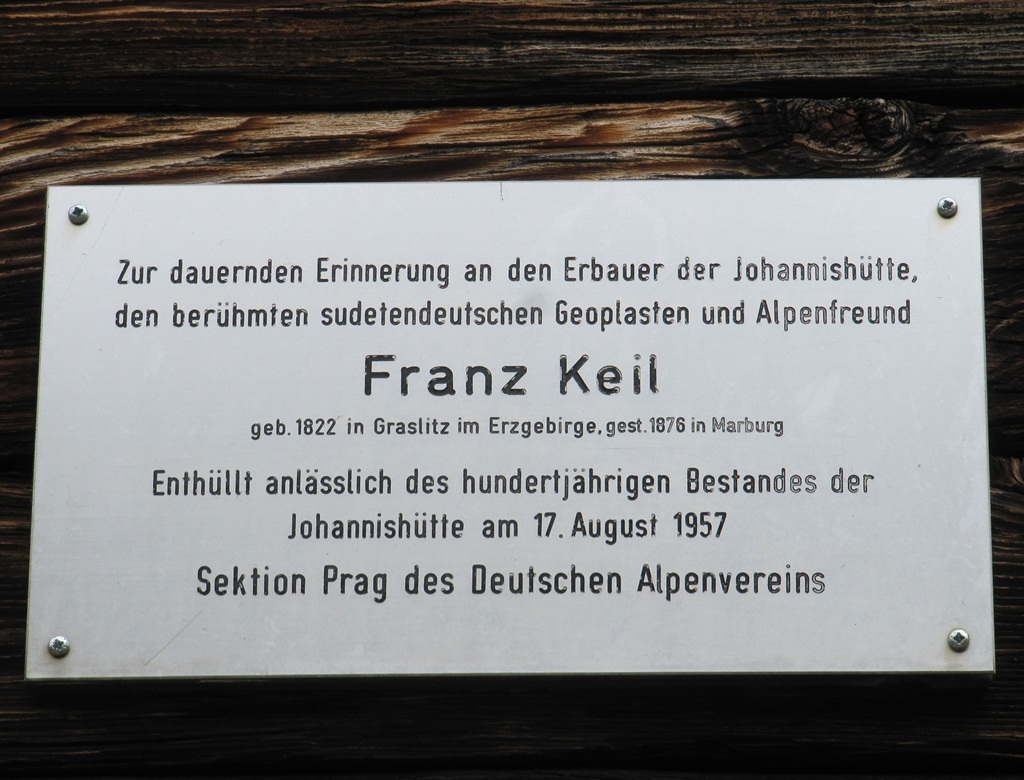 Zur dauernden Erinnerung an den Erbauer der Johannishütte,
den berühmten sudetendeutschen Geoplasten und Alpenfreund
Franz Keil
geb. 1822 in Graslitz im Erzgebirge, gest. 1876 in Marburg
Enthüllt anlässlich des hundertjährigen Bestandes der
Johannishütte am 17. August 1957
Sektion Prag des Deutschen Alpenvereins